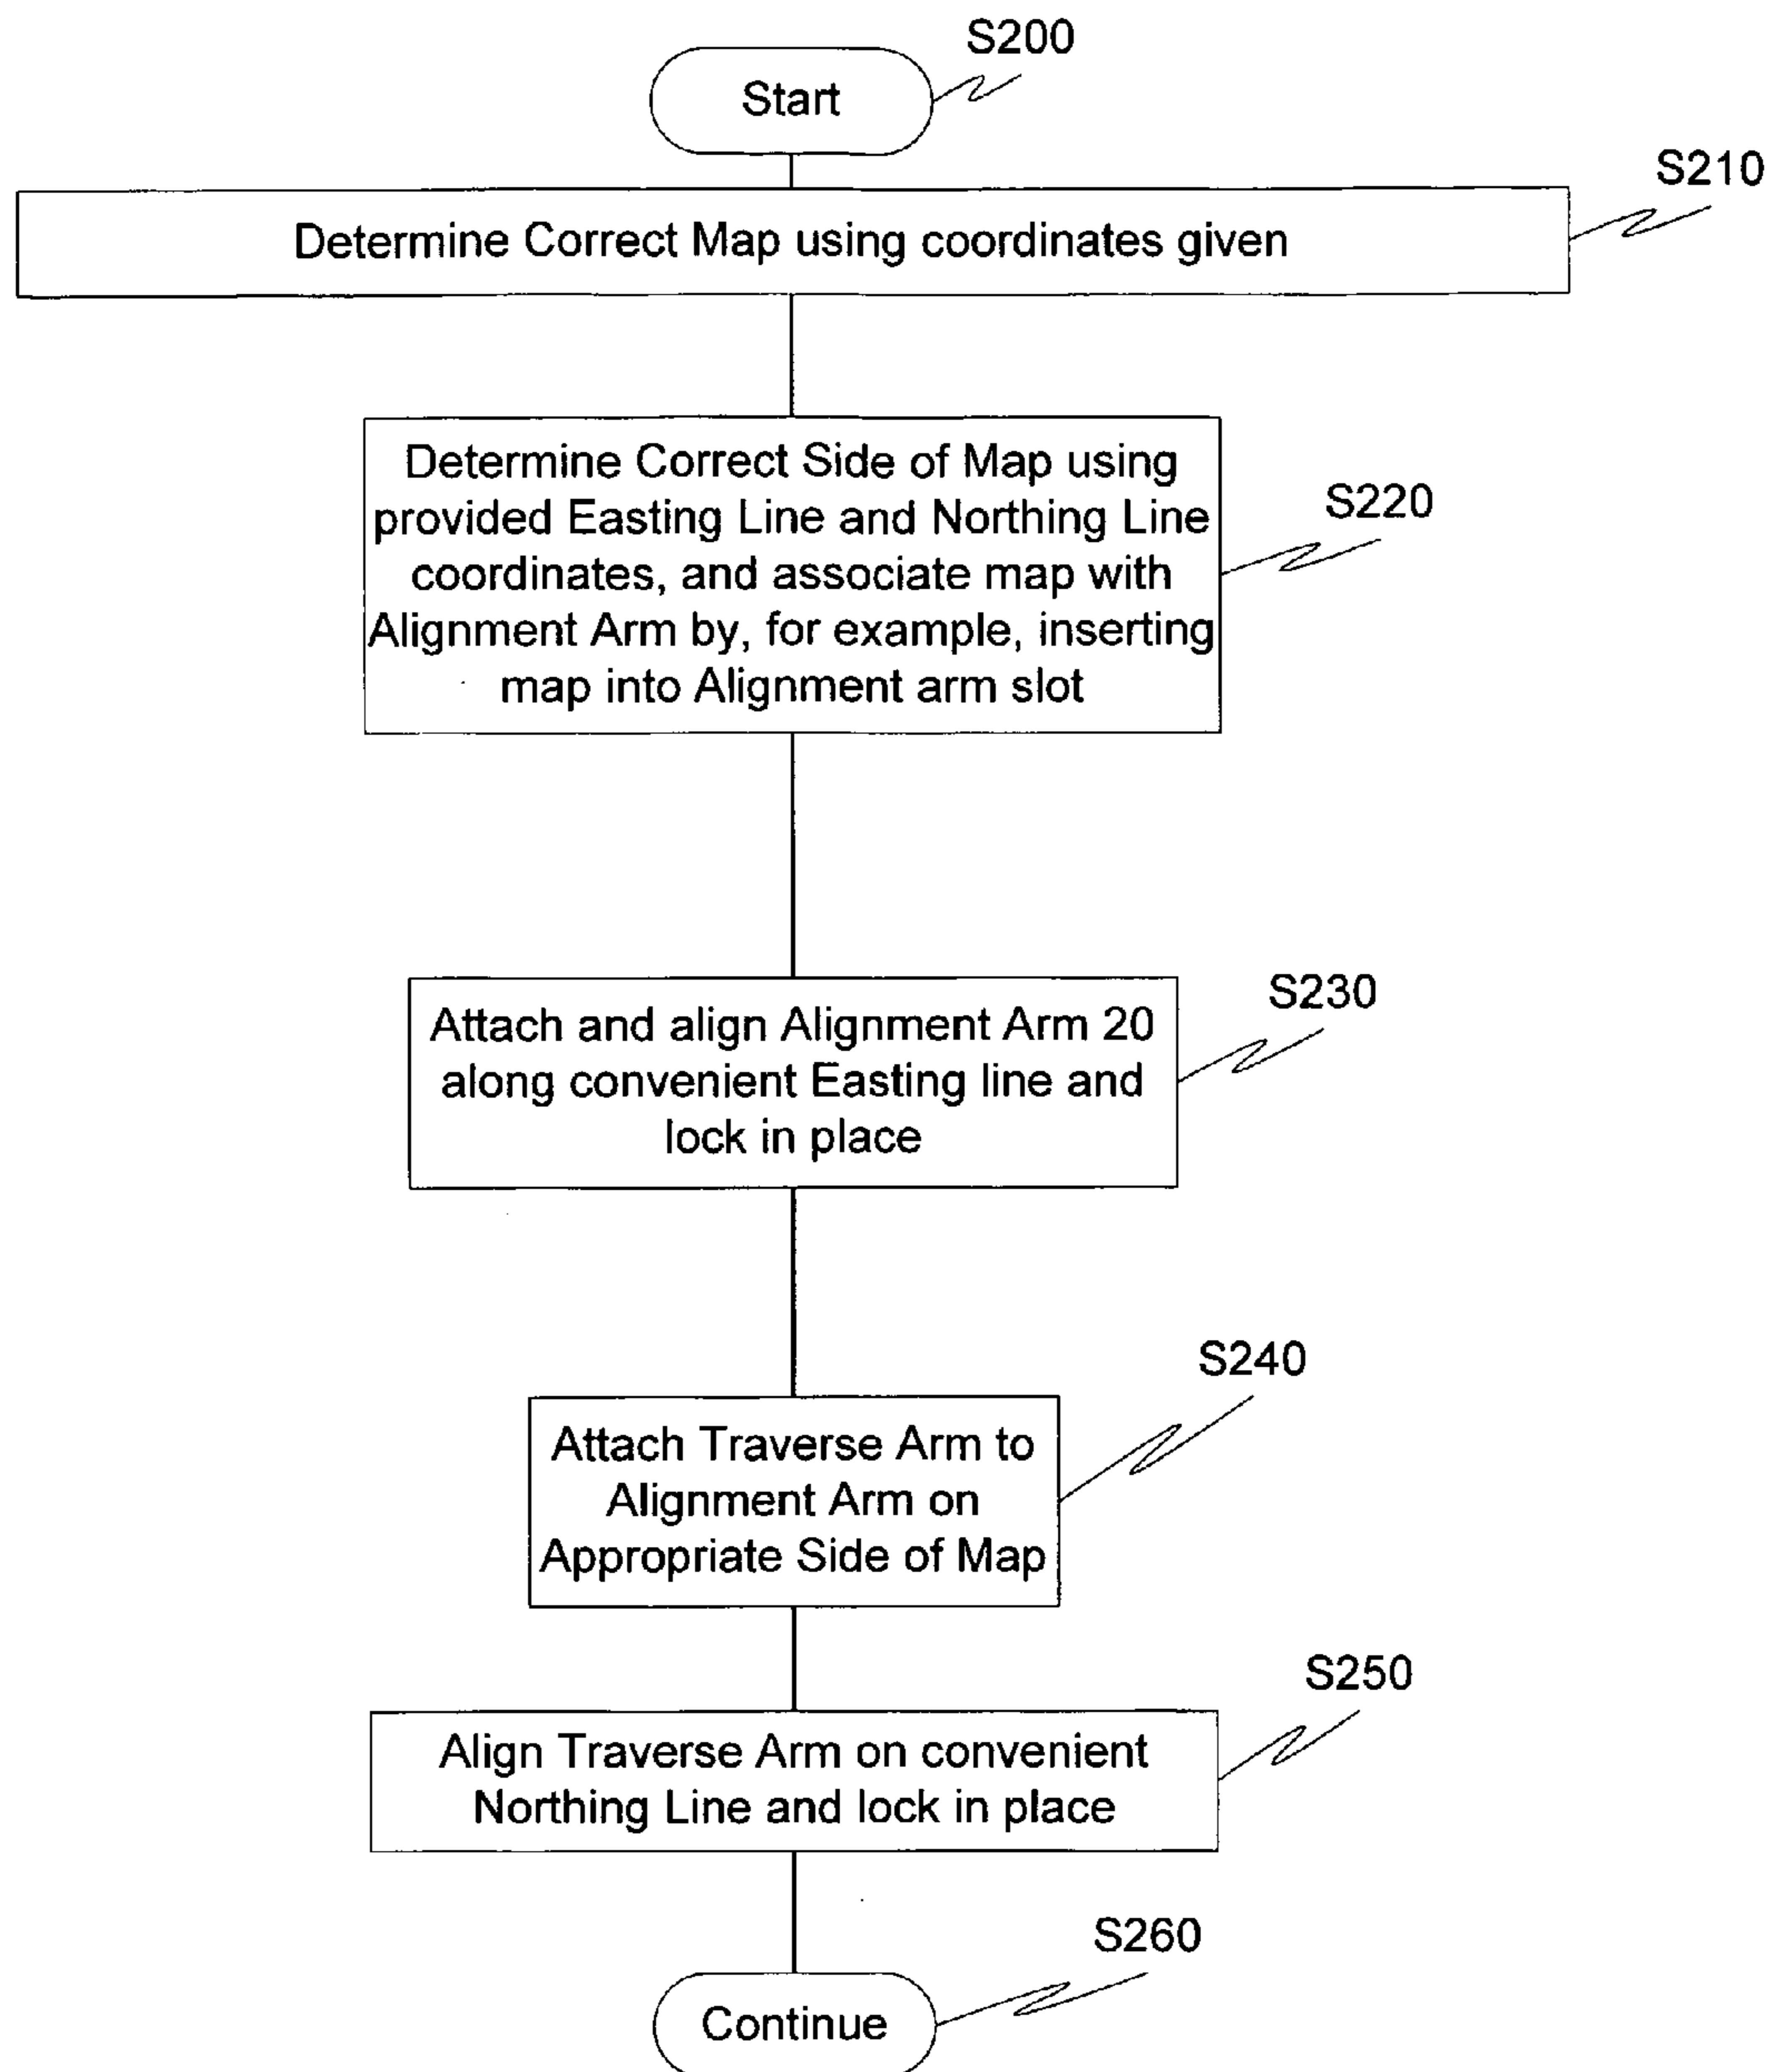 S200
Start
S210
Determine Correct Map using coordinates given
Determine Correct Side of Map using
provided Easting Line and Northing Line
coordinates, and associate map with
Alignment Arm by, for example, inserting
map into Alignment arm slot
S220
S230
Attach and align Alignment Arm 20
along convenient Easting line and
lock in place
S240
Attach Traverse Arm to
Alignment Arm on
Appropriate Side of Map
S250
Align Traverse Arm on convenient
Northing Line and lock in place
S260
Continue